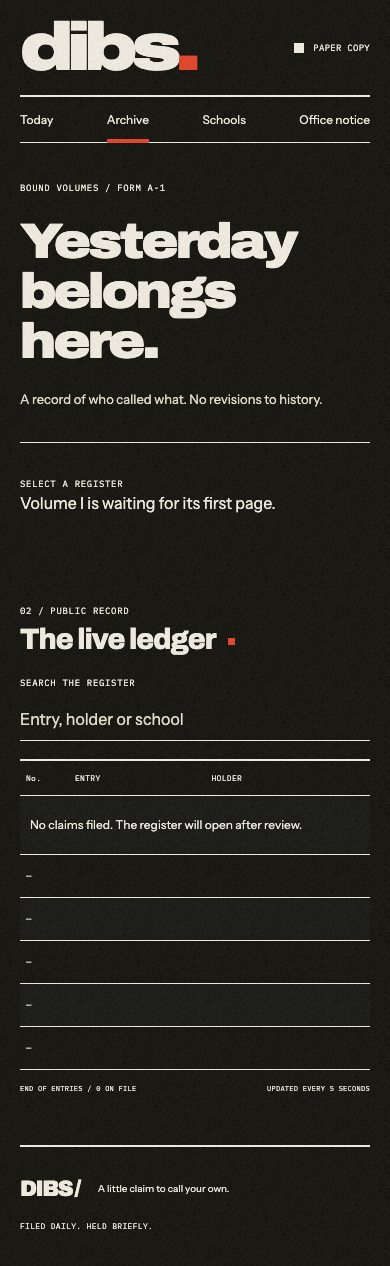 dibs.
PAPER COPY
Today Archive Schools Office notice
BOUND VOLUMES / FORM A-1
Yesterday
belongs
here.
A record of who called what. No revisions to history.
SELECT A REGISTER
Volume I is waiting for its first page.
02 / PUBLIC RECORD
The live ledger
SEARCH THE REGISTER
Entry, holder or school
No. ENTRY HOLDER
No claims filed. The register will open after review.
—
—
—
—
—
END OF ENTRIES / 0 ON FILE UPDATED EVERY 5 SECONDS
DIBS/ A little claim to call your own.
FILED DAILY. HELD BRIEFLY.